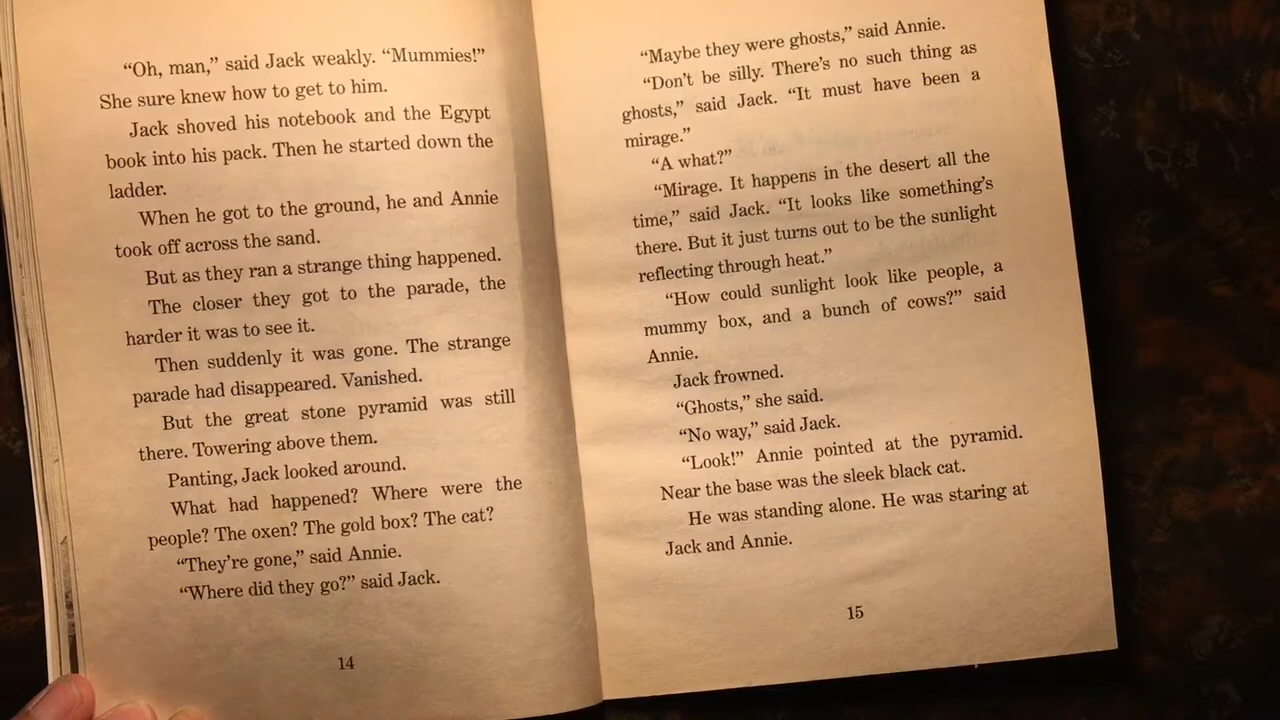 “Oh, man,” said Jack weakly. “Mummies!”
She sure knew how to get to him.
Jack shoved his notebook and the Egypt
book into his pack. Then he started down the
ladder.
When he got to the ground, he and Annie
took off across the sand.
But as they ran a strange thing happened.
The closer they got to the parade, the
harder it was to see it.
Then suddenly it was gone. The strange
parade had disappeared. Vanished.
But the great stone pyramid was still
there. Towering above them.
Panting, Jack looked around.
What had happened? Where were the
people? The oxen? The gold box? The cat?
“They’re gone,” said Annie.
“Where did they go?” said Jack.
14
“Maybe they were ghosts,” said Annie.
“Don’t be silly. There’s no such thing as
ghosts,” said Jack. “It must have been a
mirage.”
“A what?”
“Mirage. It happens in the desert all the
time,” said Jack. “It looks like something’s
there. But it just turns out to be the sunlight
reflecting through heat.”
“How could sunlight look like people, a
mummy box, and a bunch of cows?” said
Annie.
Jack frowned.
“Ghosts,” she said.
“No way,” said Jack.
“Look!” Annie pointed at the pyramid.
Near the base was the sleek black cat.
He was standing alone. He was staring at
Jack and Annie.
15